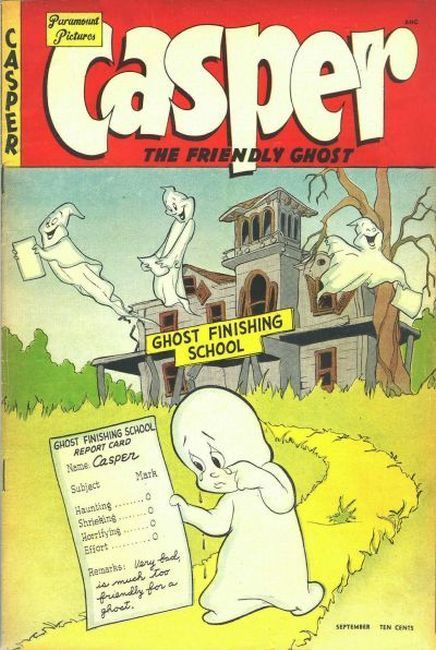 Paramount
Pictures
ANC
CASPER
Casper
THE FRIENDLY GHOST
GHOST FINISHING
SCHOOL
GHOST FINISHING SCHOOL
REPORT CARD
Name: Casper
Subject Mark
Haunting ....... 0
Shrieking ..... 0
Horrifying ..... 0
Effort .......... 0
Remarks: Very bad,
is much too
friendly for a
ghost.
SEPTEMBER TEN CENTS